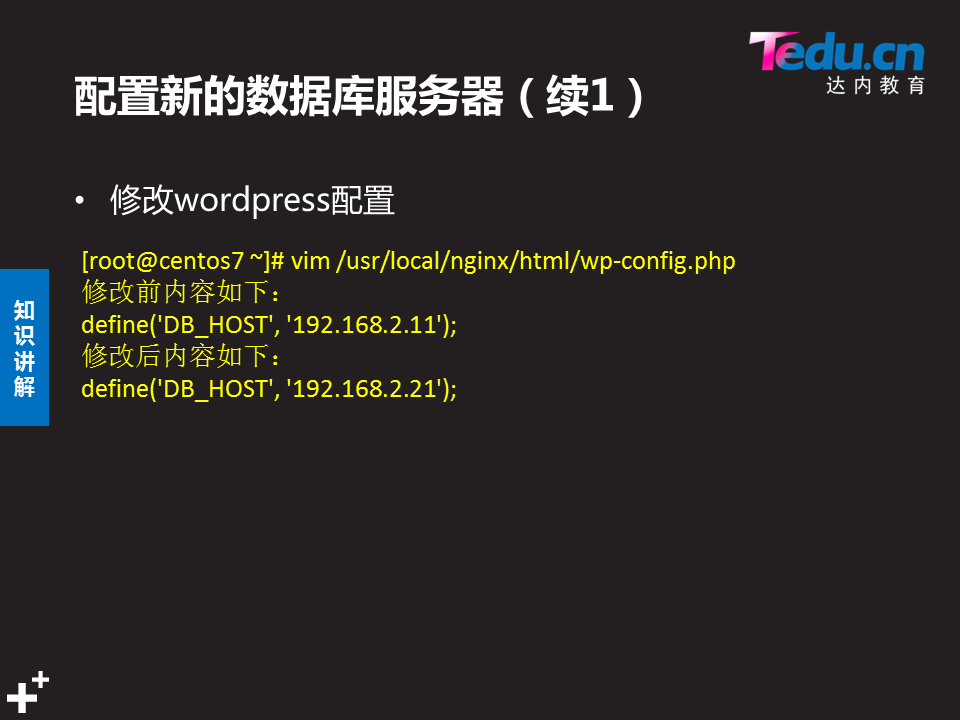 Tedu.cn
达内教育
配置新的数据库服务器（续1）
• 修改wordpress配置
[root@centos7 ~]# vim /usr/local/nginx/html/wp-config.php
修改前内容如下：
define('DB_HOST', '192.168.2.11');
修改后内容如下：
define('DB_HOST', '192.168.2.21');
知
识
讲
解